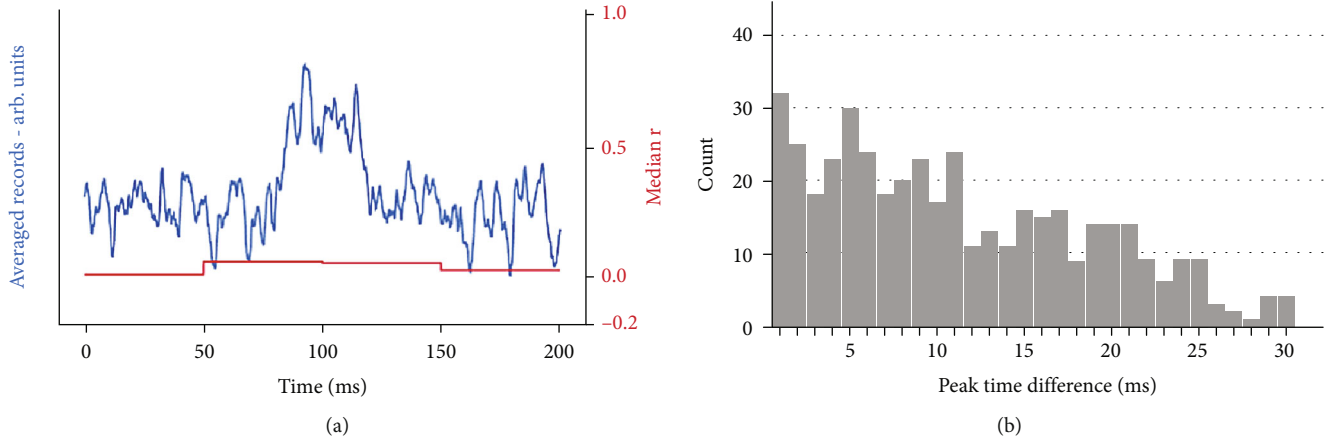 Averaged records - arb. units
1.0
0.5
0.0
–0.2
Median r
0
50
100
150
200
Time (ms)
(a)
Count
40
30
20
10
0
5
10
15
20
25
30
Peak time difference (ms)
(b)